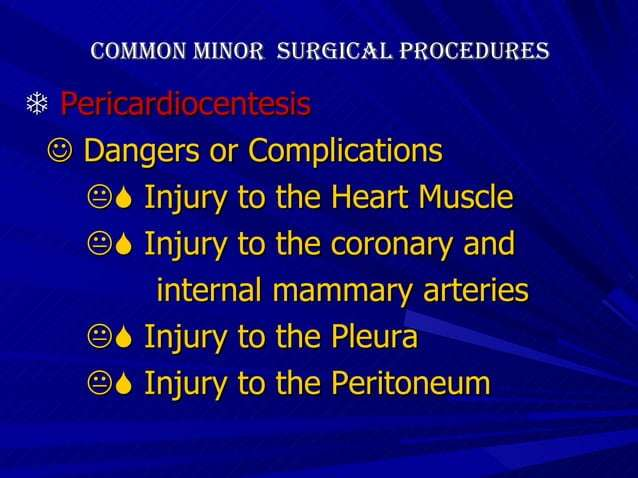 COMMON MINOR SURGICAL PROCEDURES
❄ Pericardiocentesis
☺ Dangers or Complications
😐💧 Injury to the Heart Muscle
😐💧 Injury to the coronary and
internal mammary arteries
😐💧 Injury to the Pleura
😐💧 Injury to the Peritoneum